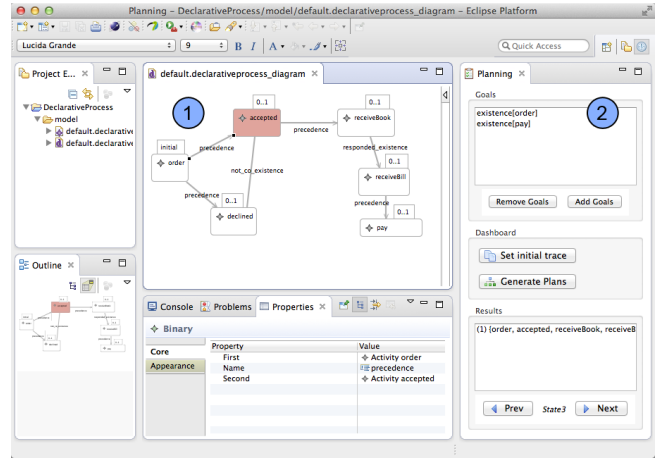 Planning - DeclarativeProcess/model/default.declarativeprocess_diagram - Eclipse Platform
Lucida Grande
9
B I A
Quick Access
Project E...
DeclarativeProcess
model
default.declarative
default.declarative
default.declarativeprocess_diagram
1
0..1
accepted
0..1
receiveBook
precedence
initial
order
precedence
responded_existence
0..1
receiveBill
not_co_existence
precedence
0..1
declined
precedence
0..1
pay
Planning
Goals
existence[order]
existence[pay]
2
Remove Goals
Add Goals
Dashboard
Set initial trace
Generate Plans
Results
(1) [order, accepted, receiveBook, receiveB
Prev
State3
Next
Outline
Console
Problems
Properties
Binary
Core
Appearance
Property Value
First Activity order
Name precedence
Second Activity accepted